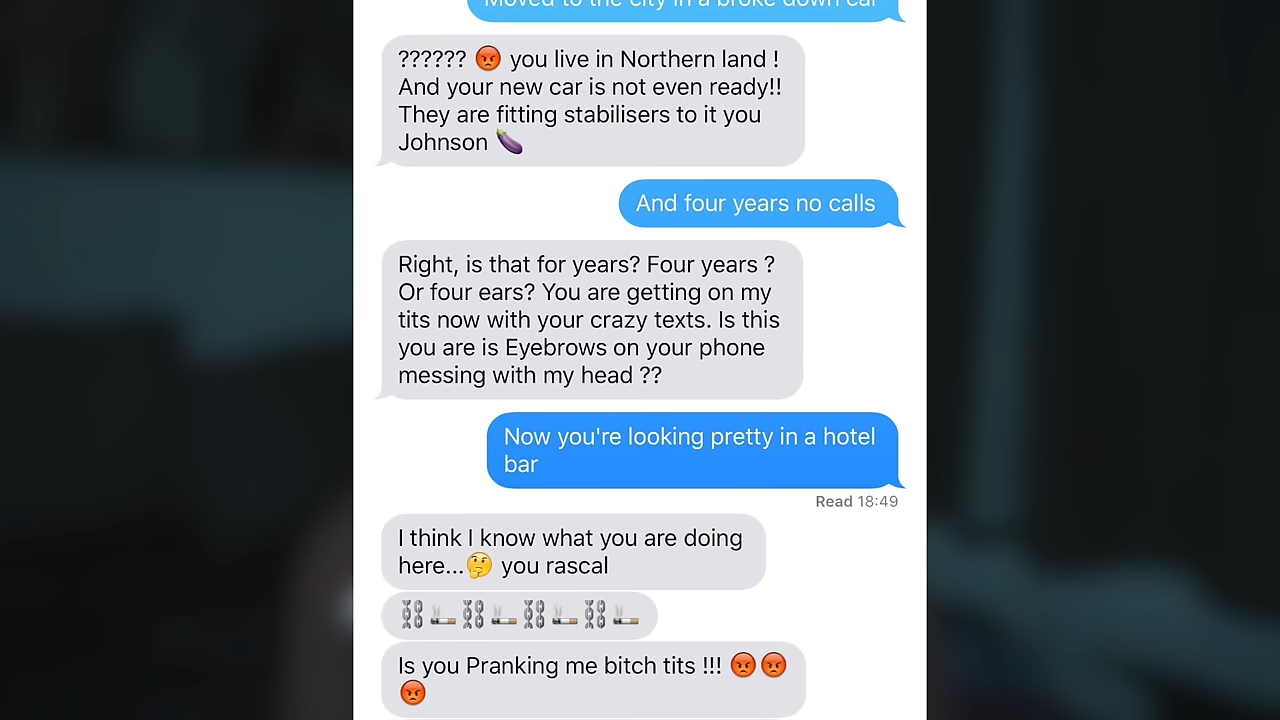 Moved to the city in a broke down car
?????? 😡 you live in Northern land !
And your new car is not even ready!!
They are fitting stabilisers to it you
Johnson 🍆
And four years no calls
Right, is that for years? Four years ?
Or four ears? You are getting on my
tits now with your crazy texts. Is this
you are is Eyebrows on your phone
messing with my head ??
Now you're looking pretty in a hotel
bar
Read 18:49
I think I know what you are doing
here...🤔 you rascal
⛓🚬⛓🚬⛓🚬⛓🚬
Is you Pranking me bitch tits !!! 😡😡
😡